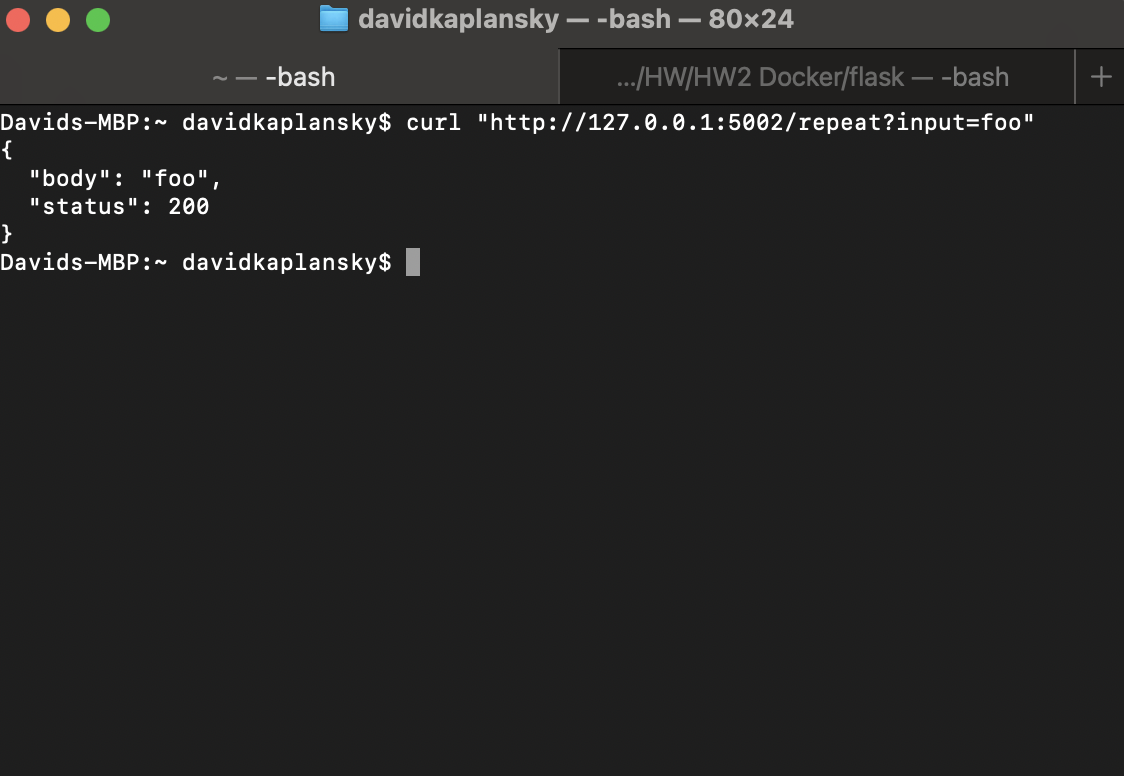 davidkaplansky — -bash — 80×24
~ — -bash
.../HW/HW2 Docker/flask — -bash
+
Davids-MBP:~ davidkaplansky$ curl "http://127.0.0.1:5002/repeat?input=foo"
{
  "body": "foo",
  "status": 200
}
Davids-MBP:~ davidkaplansky$